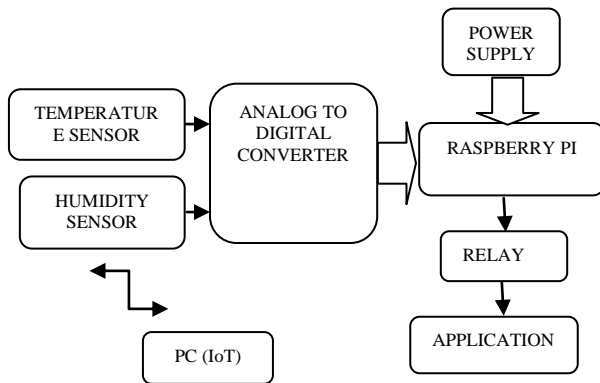 POWER
SUPPLY
TEMPERATUR
E SENSOR
ANALOG TO
DIGITAL
CONVERTER
RASPBERRY PI
HUMIDITY
SENSOR
RELAY
APPLICATION
PC (IoT)